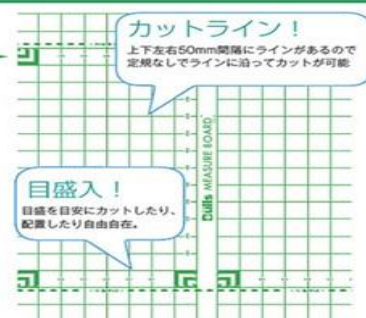 カットライン！
上下左右50mm間隔にラインがあるので
定規なしでラインに沿ってカットが可能
Dulls MEASURE BOARD
目盛入！
目盛を目安にカットしたり、
配置したり自由自在。